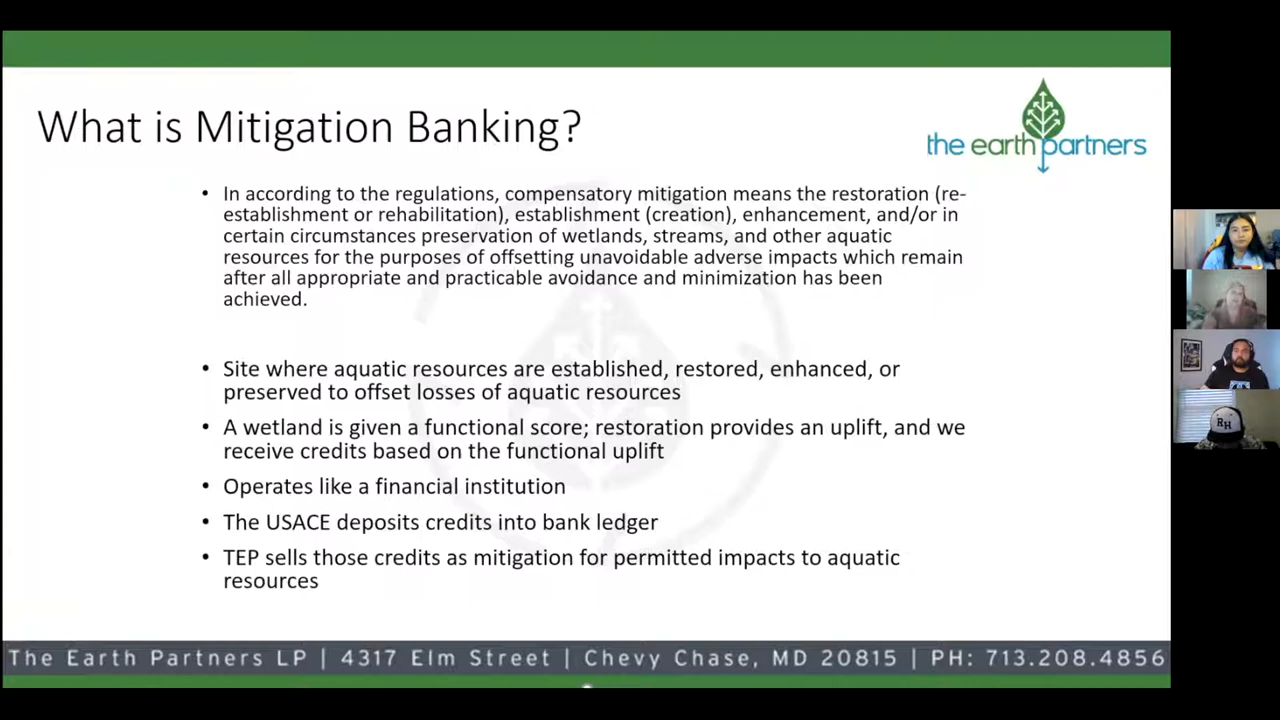 What is Mitigation Banking?
the earth partners
• In according to the regulations, compensatory mitigation means the restoration (re-
establishment or rehabilitation), establishment (creation), enhancement, and/or in
certain circumstances preservation of wetlands, streams, and other aquatic
resources for the purposes of offsetting unavoidable adverse impacts which remain
after all appropriate and practicable avoidance and minimization has been
achieved.
• Site where aquatic resources are established, restored, enhanced, or
preserved to offset losses of aquatic resources
• A wetland is given a functional score; restoration provides an uplift, and we
receive credits based on the functional uplift
• Operates like a financial institution
• The USACE deposits credits into bank ledger
• TEP sells those credits as mitigation for permitted impacts to aquatic
resources
RH
The Earth Partners LP | 4317 Elm Street | Chevy Chase, MD 20815 | PH: 713.208.4856